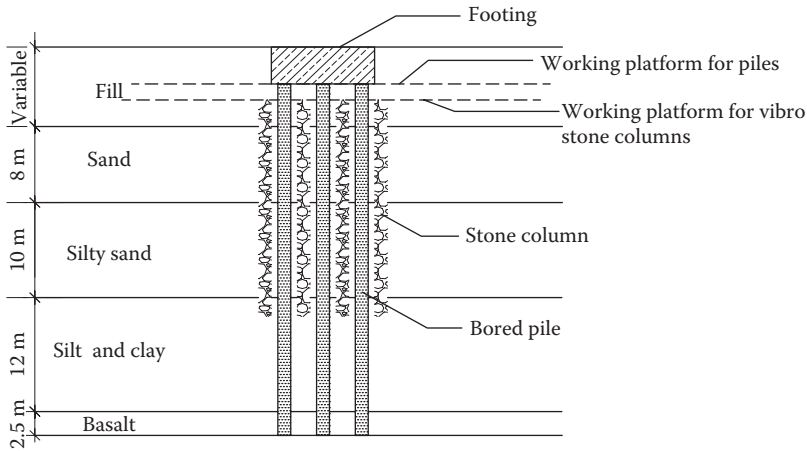 Footing
Working platform for piles
Variable
Fill
Working platform for vibro
stone columns
8 m
Sand
10 m
Silty sand
Stone column
Bored pile
12 m
Silt and clay
2.5 m
Basalt